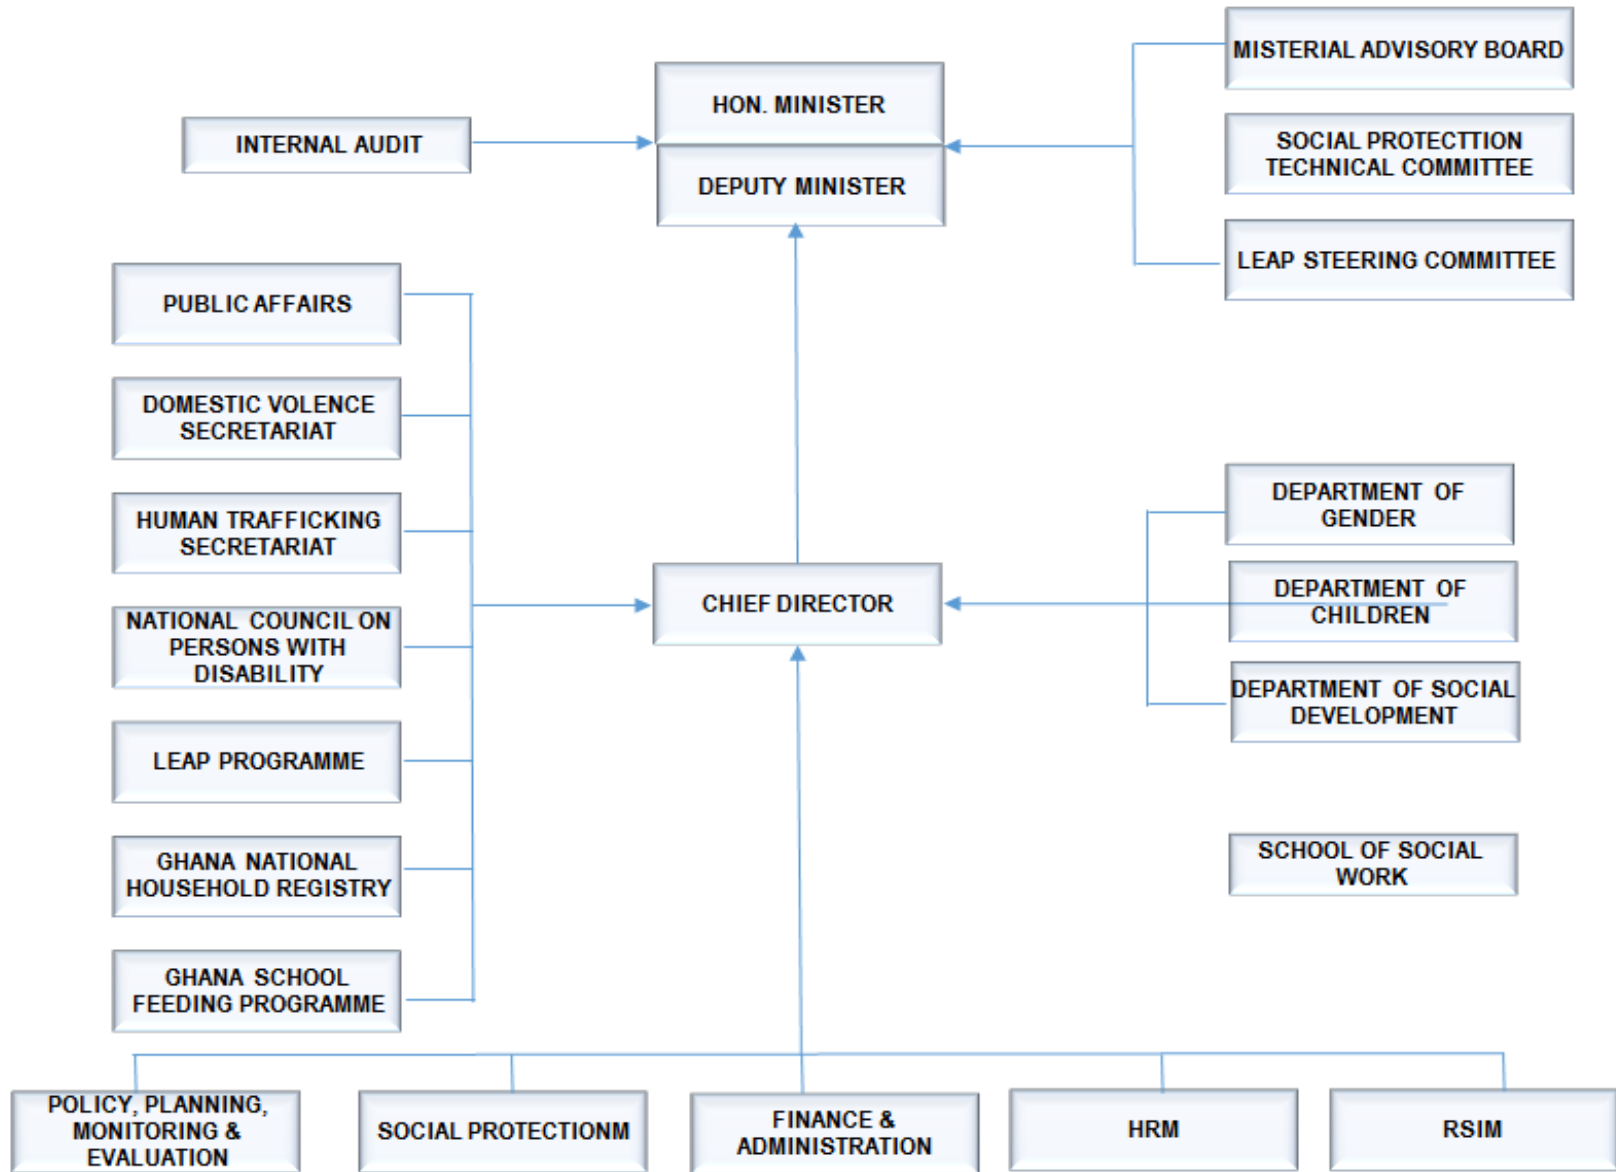 MISTERIAL ADVISORY BOARD
HON. MINISTER
INTERNAL AUDIT
SOCIAL PROTECTTION
TECHNICAL COMMITTEE
DEPUTY MINISTER
LEAP STEERING COMMITTEE
PUBLIC AFFAIRS
DOMESTIC VOLENCE
SECRETARIAT
HUMAN TRAFFICKING
SECRETARIAT
NATIONAL COUNCIL ON
PERSONS WITH
DISABILITY
LEAP PROGRAMME
GHANA NATIONAL
HOUSEHOLD REGISTRY
GHANA SCHOOL
FEEDING PROGRAMME
CHIEF DIRECTOR
DEPARTMENT OF
GENDER
DEPARTMENT OF
CHILDREN
DEPARTMENT OF SOCIAL
DEVELOPMENT
SCHOOL OF SOCIAL
WORK
POLICY, PLANNING,
MONITORING &
EVALUATION
SOCIAL PROTECTIONM
FINANCE &
ADMINISTRATION
HRM
RSIM